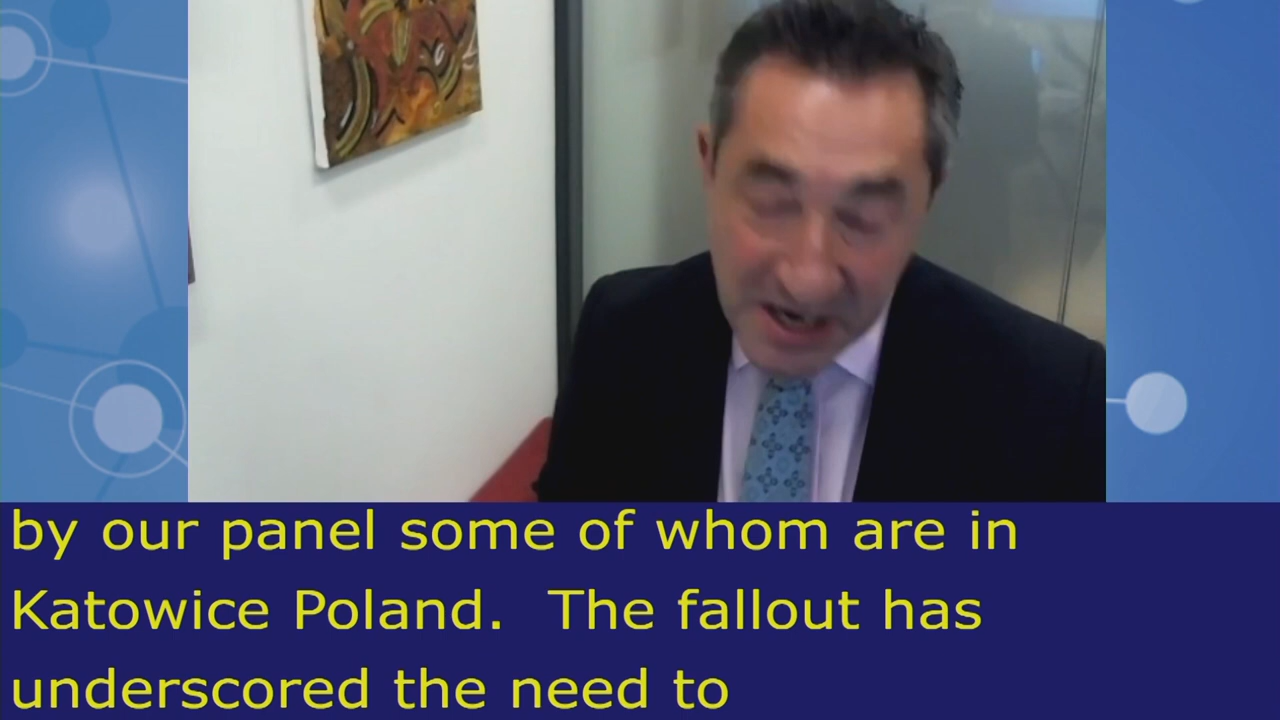 by our panel some of whom are in
Katowice Poland.  The fallout has
underscored the need to